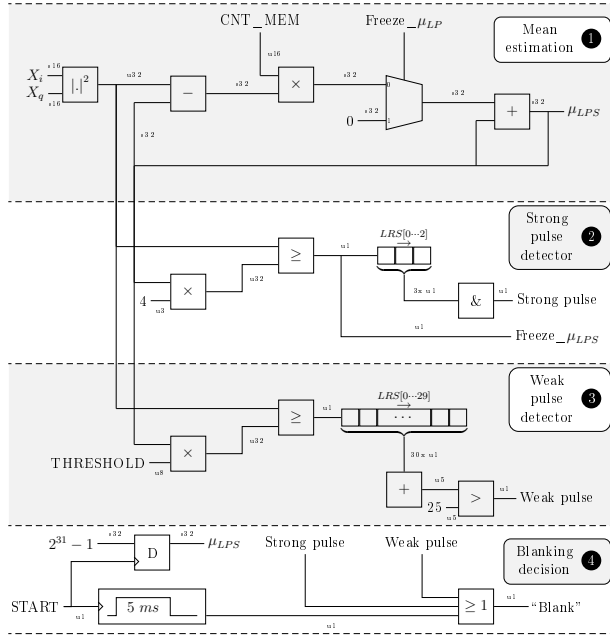 CNT_MEM
Freeze_μLP
Mean estimation 1
u16
s16
Xi
Xq
s16
|.|²
u32
−
s32
×
s32
0
0
1
s32
+
s32
μLPS
s32
Strong pulse detector 2
LRS[0···2]
→
≥
u1
4
u3
×
u32
3x u1
&
u1
Strong pulse
u1
Freeze_μLPS
Weak pulse detector 3
LRS[0···29]
→
≥
u1
···
THRESHOLD
u8
×
u32
30x u1
+
u5
25
u5
>
u1
Weak pulse
2³¹ − 1
s32
D
s32
μLPS
Strong pulse
Weak pulse
Blanking decision 4
START
u1
5 ms
u1
≥ 1
u1
“Blank”